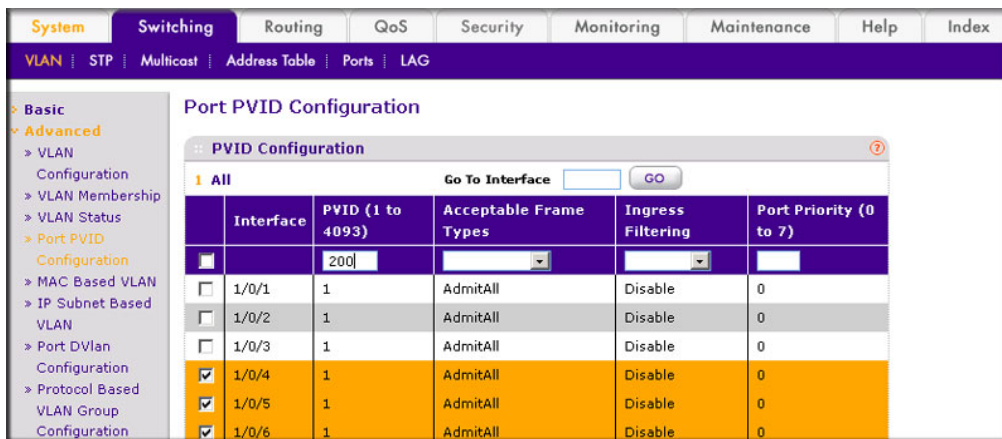 System Switching Routing QoS Security Monitoring Maintenance Help Index
VLAN STP Multicast Address Table Ports LAG
Basic
Advanced
» VLAN
Configuration
» VLAN Membership
» VLAN Status
» Port PVID
Configuration
» MAC Based VLAN
» IP Subnet Based
VLAN
» Port DVlan
Configuration
» Protocol Based
VLAN Group
Configuration
Port PVID Configuration
PVID Configuration ?
1 All Go To Interface GO
Interface PVID (1 to 4093) Acceptable Frame Types Ingress Filtering Port Priority (0 to 7)
200
1/0/1 1 AdmitAll Disable 0
1/0/2 1 AdmitAll Disable 0
1/0/3 1 AdmitAll Disable 0
1/0/4 1 AdmitAll Disable 0
1/0/5 1 AdmitAll Disable 0
1/0/6 1 AdmitAll Disable 0